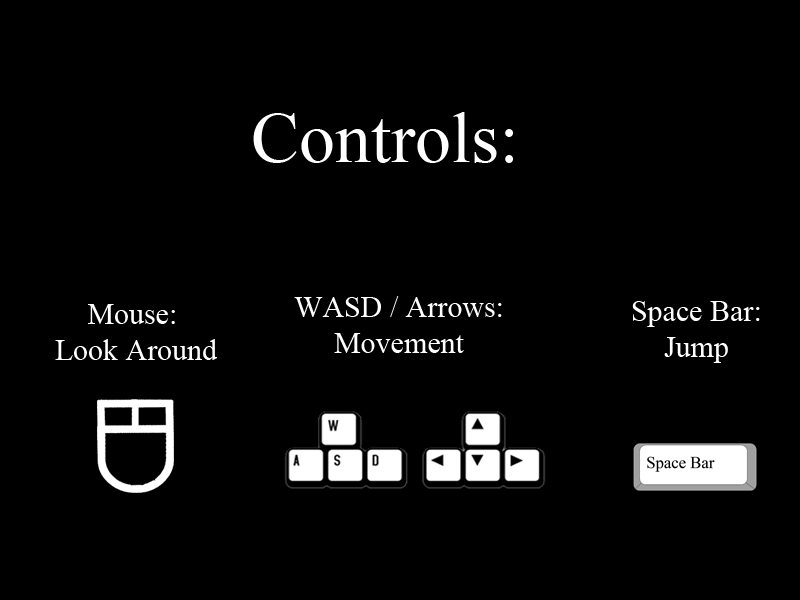 Controls:
Mouse:
Look Around
WASD / Arrows:
Movement
Space Bar:
Jump
W
A S D
Space Bar